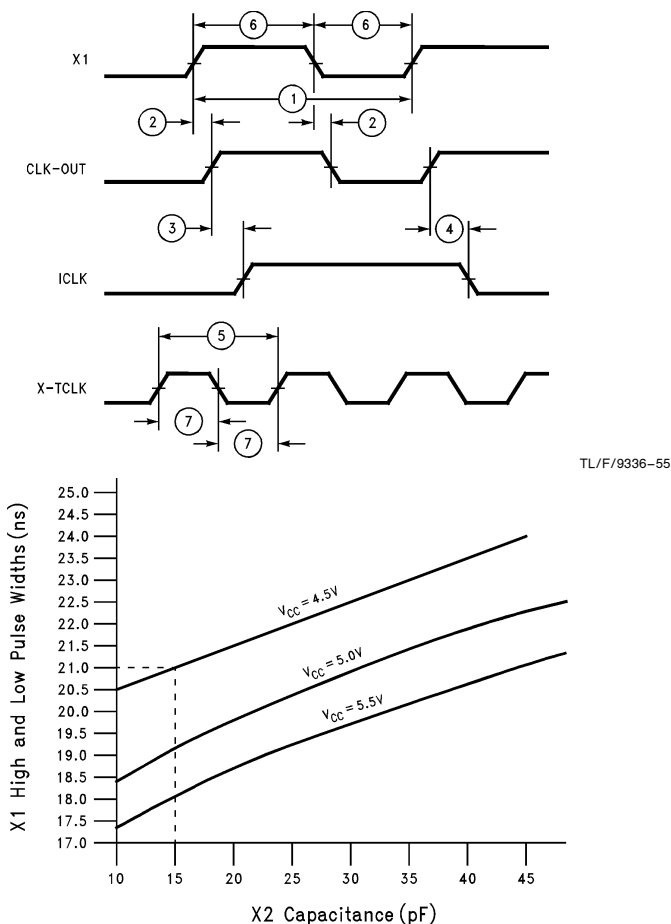 6 6
X1
1
2 2
CLK-OUT
3 4
ICLK
5
X-TCLK
7
7
TL/F/9336–55
X1 High and Low Pulse Widths (ns)
25.0
24.5
24.0
23.5
23.0
22.5
22.0
21.5
21.0
20.5
20.0
19.5
19.0
18.5
18.0
17.5
17.0
VCC = 4.5V
VCC = 5.0V
VCC = 5.5V
10 15 20 25 30 35 40 45
X2 Capacitance (pF)